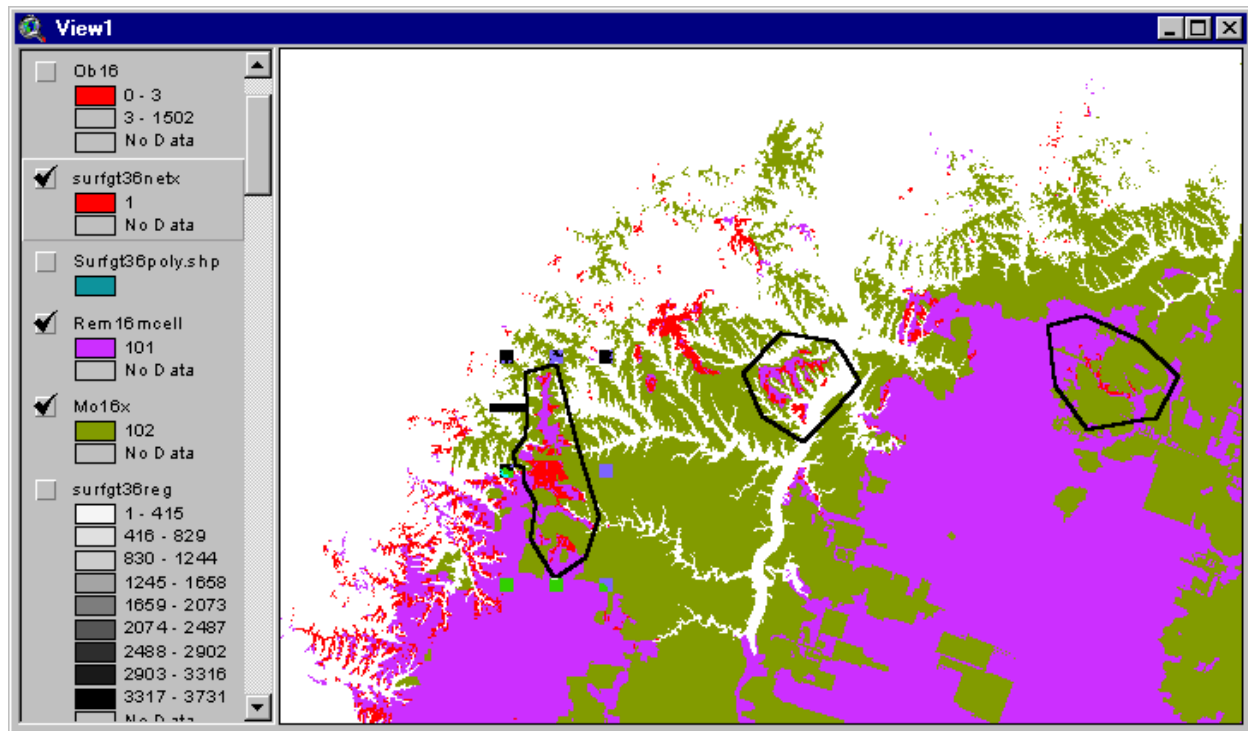 View1
Ob16
0 - 3
3 - 1502
No Data
surfgt36netx
1
No Data
Surfgt36poly.shp
Rem16mcell
101
No Data
Mo16x
102
No Data
surfgt36reg
1 - 415
416 - 829
830 - 1244
1245 - 1658
1659 - 2073
2074 - 2487
2488 - 2902
2903 - 3316
3317 - 3731
No Data